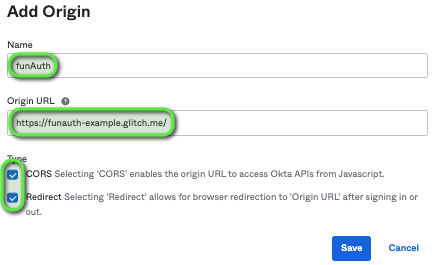 Add Origin
Name
funAuth
Origin URL ?
https://funauth-example.glitch.me/
Type
CORS Selecting 'CORS' enables the origin URL to access Okta APIs from Javascript.
Redirect Selecting 'Redirect' allows for browser redirection to 'Origin URL' after signing in or
out.
Save Cancel